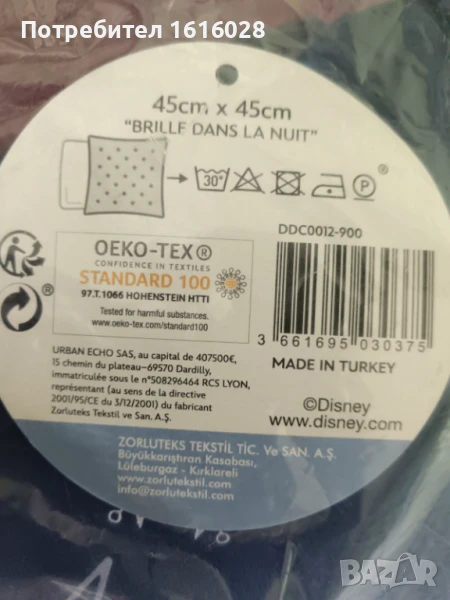 Потребител 1616028
45cm x 45cm
"BRILLE DANS LA NUIT"
30°
P
®
DDC0012-900
OEKO-TEX®
CONFIDENCE IN TEXTILES
STANDARD 100
97.T.1066 HOHENSTEIN HTTI
Tested for harmful substances.
www.oeko-tex.com/standard100
®
3 661695 030375
MADE IN TURKEY
URBAN ECHO SAS, au capital de 407500€,
15 chemin du plateau-69570 Dardilly,
immatriculée sous le n°508296464 RCS LYON,
représentant (au sens de la directive
2001/95/CE du 3/12/2001) du fabricant
Zorluteks Tekstil ve San. A.Ş.
©Disney
www.disney.com
ZORLUTEKS TEKSTİL TİC. Ve SAN. A.Ş.
Büyükkarıştıran Kasabası,
Lüleburgaz - Kırklareli
www.zorlutekstil.com
info@zorlutekstil.com
BAZAR